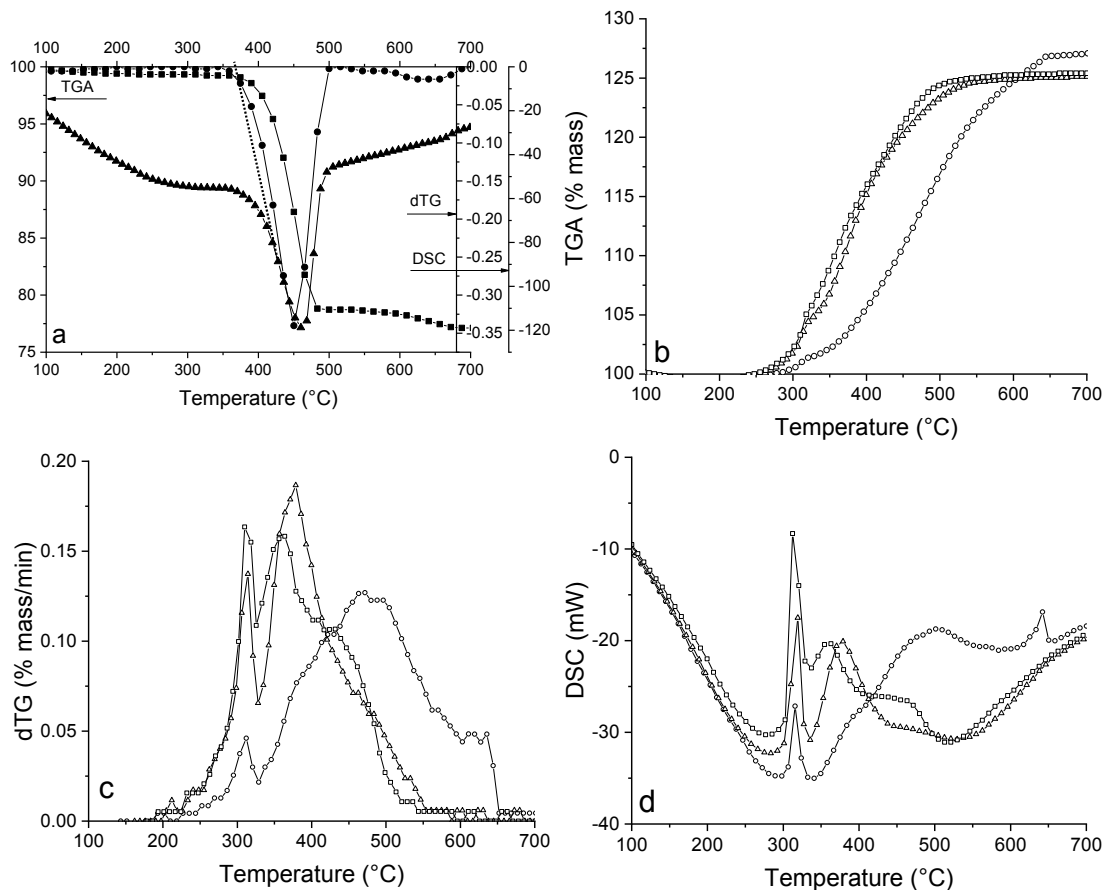 100 200 300 400 500 600 700
100
95
90
85
80
75
TGA
dTG
DSC
0.00
-0.05
-0.10
-0.15
-0.20
-0.25
-0.30
-0.35
0
-20
-40
-60
-80
-100
-120
a
100 200 300 400 500 600 700
Temperature (°C)
TGA (% mass)
125
120
115
110
105
100
b
100 200 300 400 500 600 700
Temperature (°C)
dTG (% mass/min)
0.20
0.15
0.10
0.05
0.00
c
100 200 300 400 500 600 700
Temperature (°C)
DSC (mW)
0
-10
-20
-30
-40
d
100 200 300 400 500 600 700
Temperature (°C)